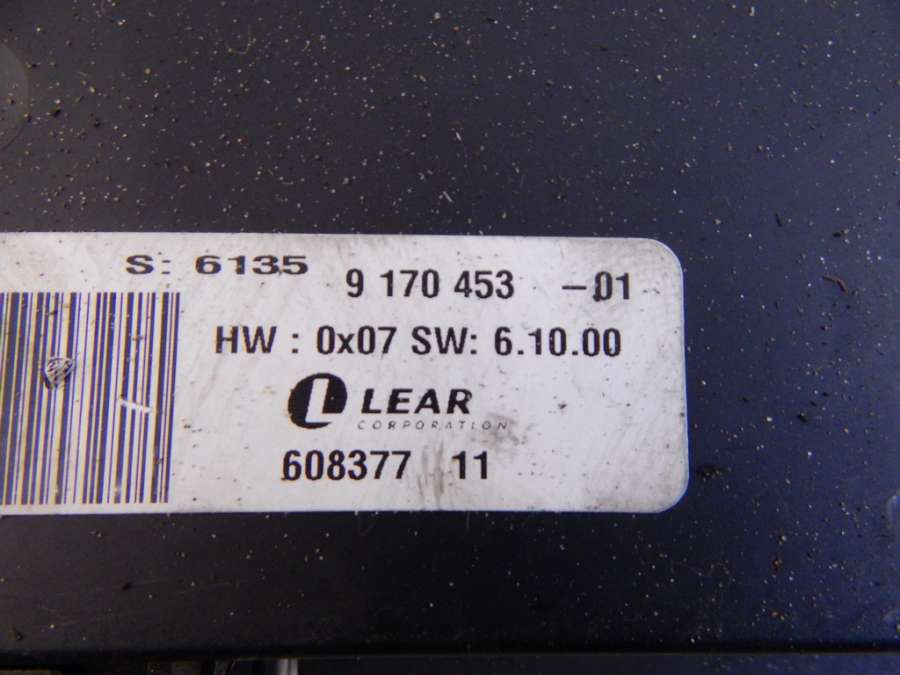 S: 6135
9 170 453 -01
HW : 0x07 SW: 6.10.00
LEAR
CORPORATION
608377 11